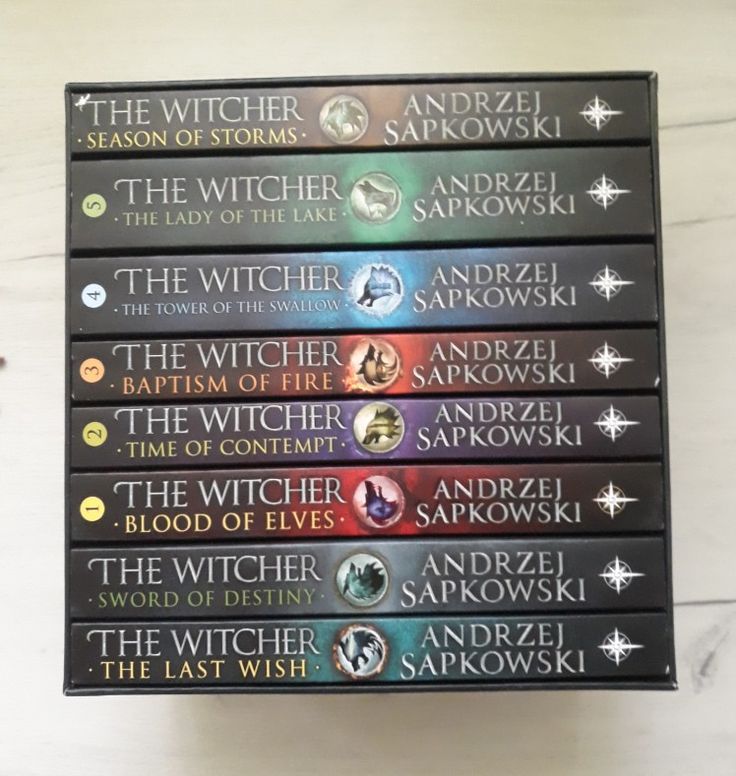 THE WITCHER
· SEASON OF STORMS ·
ANDRZEJ
SAPKOWSKI
5
THE WITCHER
· THE LADY OF THE LAKE ·
ANDRZEJ
SAPKOWSKI
4
THE WITCHER
· THE TOWER OF THE SWALLOW ·
ANDRZEJ
SAPKOWSKI
3
THE WITCHER
· BAPTISM OF FIRE ·
ANDRZEJ
SAPKOWSKI
2
THE WITCHER
· TIME OF CONTEMPT ·
ANDRZEJ
SAPKOWSKI
1
THE WITCHER
· BLOOD OF ELVES ·
ANDRZEJ
SAPKOWSKI
THE WITCHER
· SWORD OF DESTINY ·
ANDRZEJ
SAPKOWSKI
THE WITCHER
· THE LAST WISH ·
ANDRZEJ
SAPKOWSKI